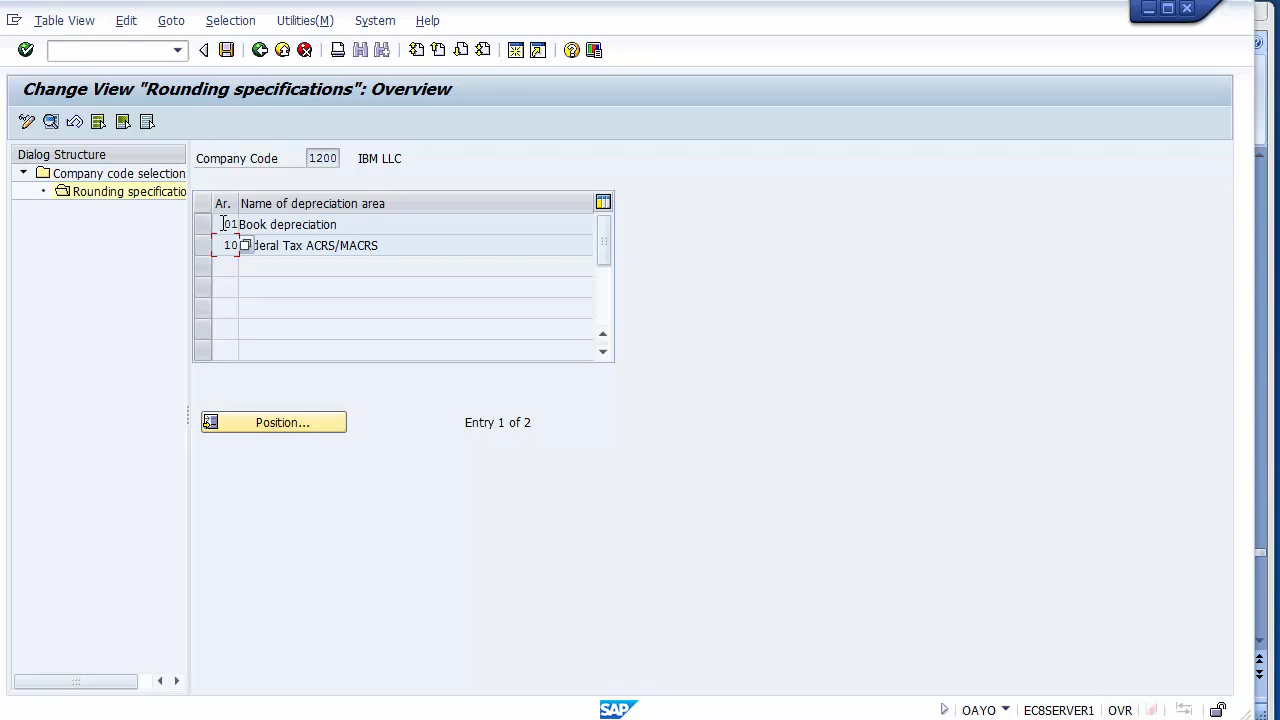 Table View Edit Goto Selection Utilities(M) System Help
Change View "Rounding specifications": Overview
Dialog Structure
Company code selection
Rounding specificatio
Company Code 1200 IBM LLC
Ar. Name of depreciation area
01 Book depreciation
10 deral Tax ACRS/MACRS
Position... Entry 1 of 2
SAP OAYO ECGSERVER1 OVR